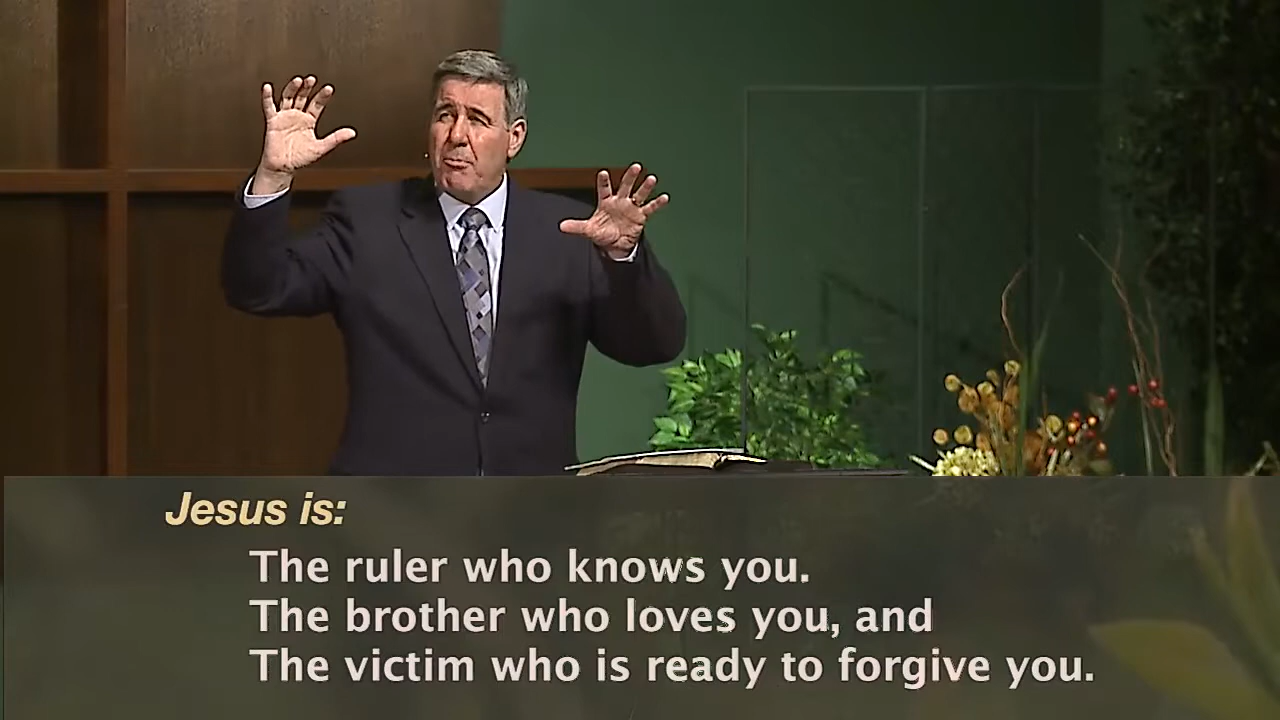 Jesus is:
The ruler who knows you.
The brother who loves you, and
The victim who is ready to forgive you.